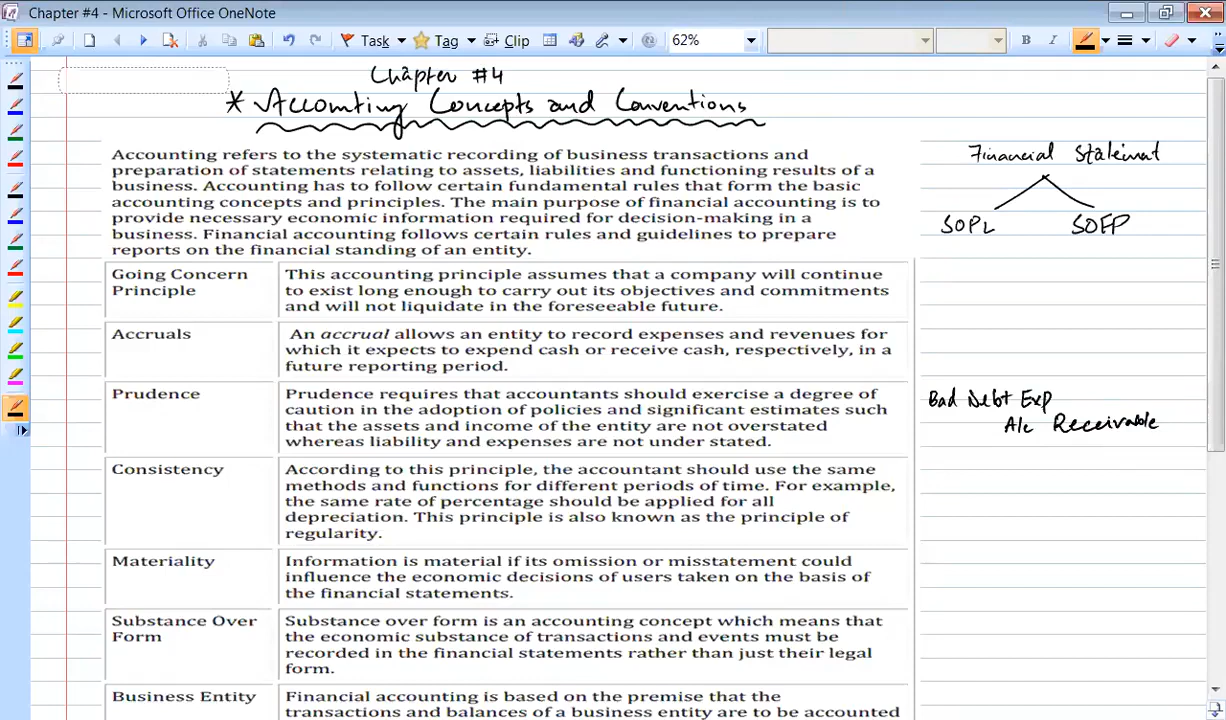 Chapter #4 - Microsoft Office OneNote
Task
Tag
Clip
62%
B I
Chapter #4
* Accounting Concepts and Conventions
Accounting refers to the systematic recording of business transactions and
preparation of statements relating to assets, liabilities and functioning results of a
business. Accounting has to follow certain fundamental rules that form the basic
accounting concepts and principles. The main purpose of financial accounting is to
provide necessary economic information required for decision-making in a
business. Financial accounting follows certain rules and guidelines to prepare
reports on the financial standing of an entity.
Financial Statement
SOPL SOFP
Going Concern
Principle
This accounting principle assumes that a company will continue
to exist long enough to carry out its objectives and commitments
and will not liquidate in the foreseeable future.
Accruals
An accrual allows an entity to record expenses and revenues for
which it expects to expend cash or receive cash, respectively, in a
future reporting period.
Prudence
Prudence requires that accountants should exercise a degree of
caution in the adoption of policies and significant estimates such
that the assets and income of the entity are not overstated
whereas liability and expenses are not under stated.
Bad Debt Exp
A/c Receivable
Consistency
According to this principle, the accountant should use the same
methods and functions for different periods of time. For example,
the same rate of percentage should be applied for all
depreciation. This principle is also known as the principle of
regularity.
Materiality
Information is material if its omission or misstatement could
influence the economic decisions of users taken on the basis of
the financial statements.
Substance Over
Form
Substance over form is an accounting concept which means that
the economic substance of transactions and events must be
recorded in the financial statements rather than just their legal
form.
Business Entity
Financial accounting is based on the premise that the
transactions and balances of a business entity are to be accounted